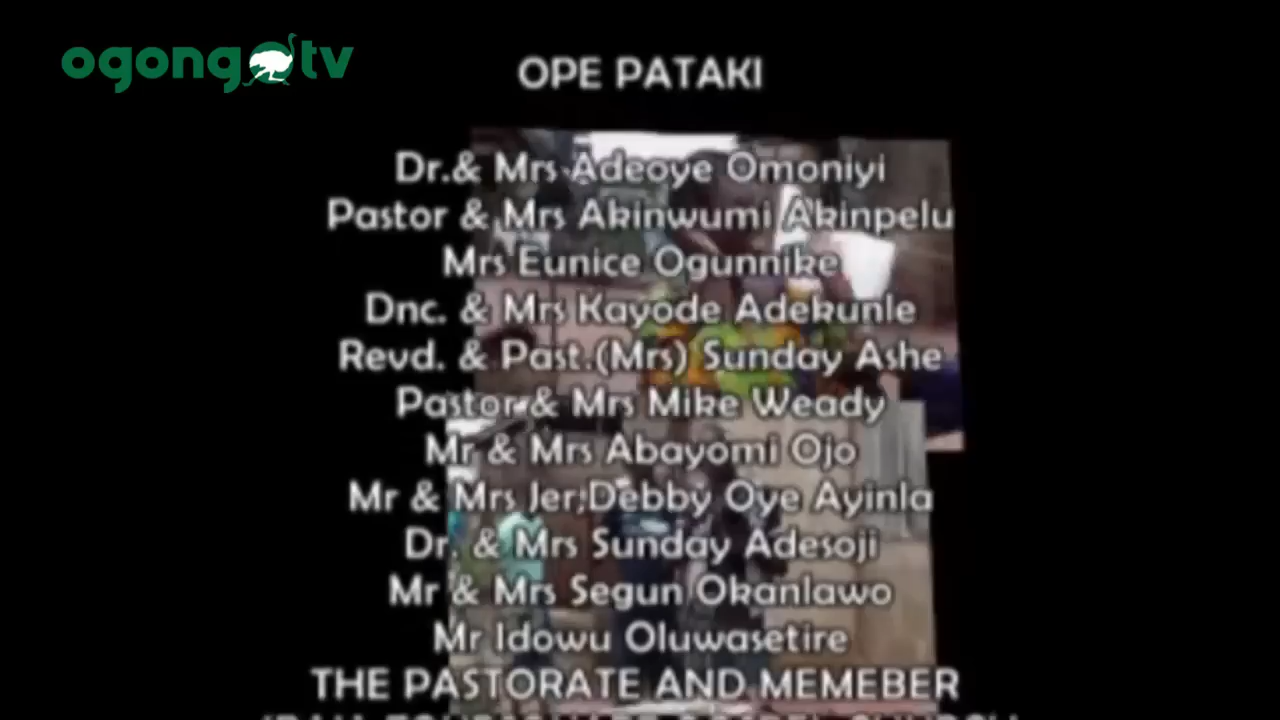 ogongotv
OPE PATAKI
Dr.& Mrs Adeoye Omoniyi
Pastor & Mrs Akinwumi Akinpelu
Mrs Eunice Ogunnike
Dnc. & Mrs Kayode Adekunle
Revd. & Past.(Mrs) Sunday Ashe
Pastor & Mrs Mike Weady
Mr & Mrs Abayomi Ojo
Mr & Mrs Jer;Debby Oye Ayinla
Dr. & Mrs Sunday Adesoji
Mr & Mrs Segun Okanlawo
Mr Idowu Oluwasetire
THE PASTORATE AND MEMEBER